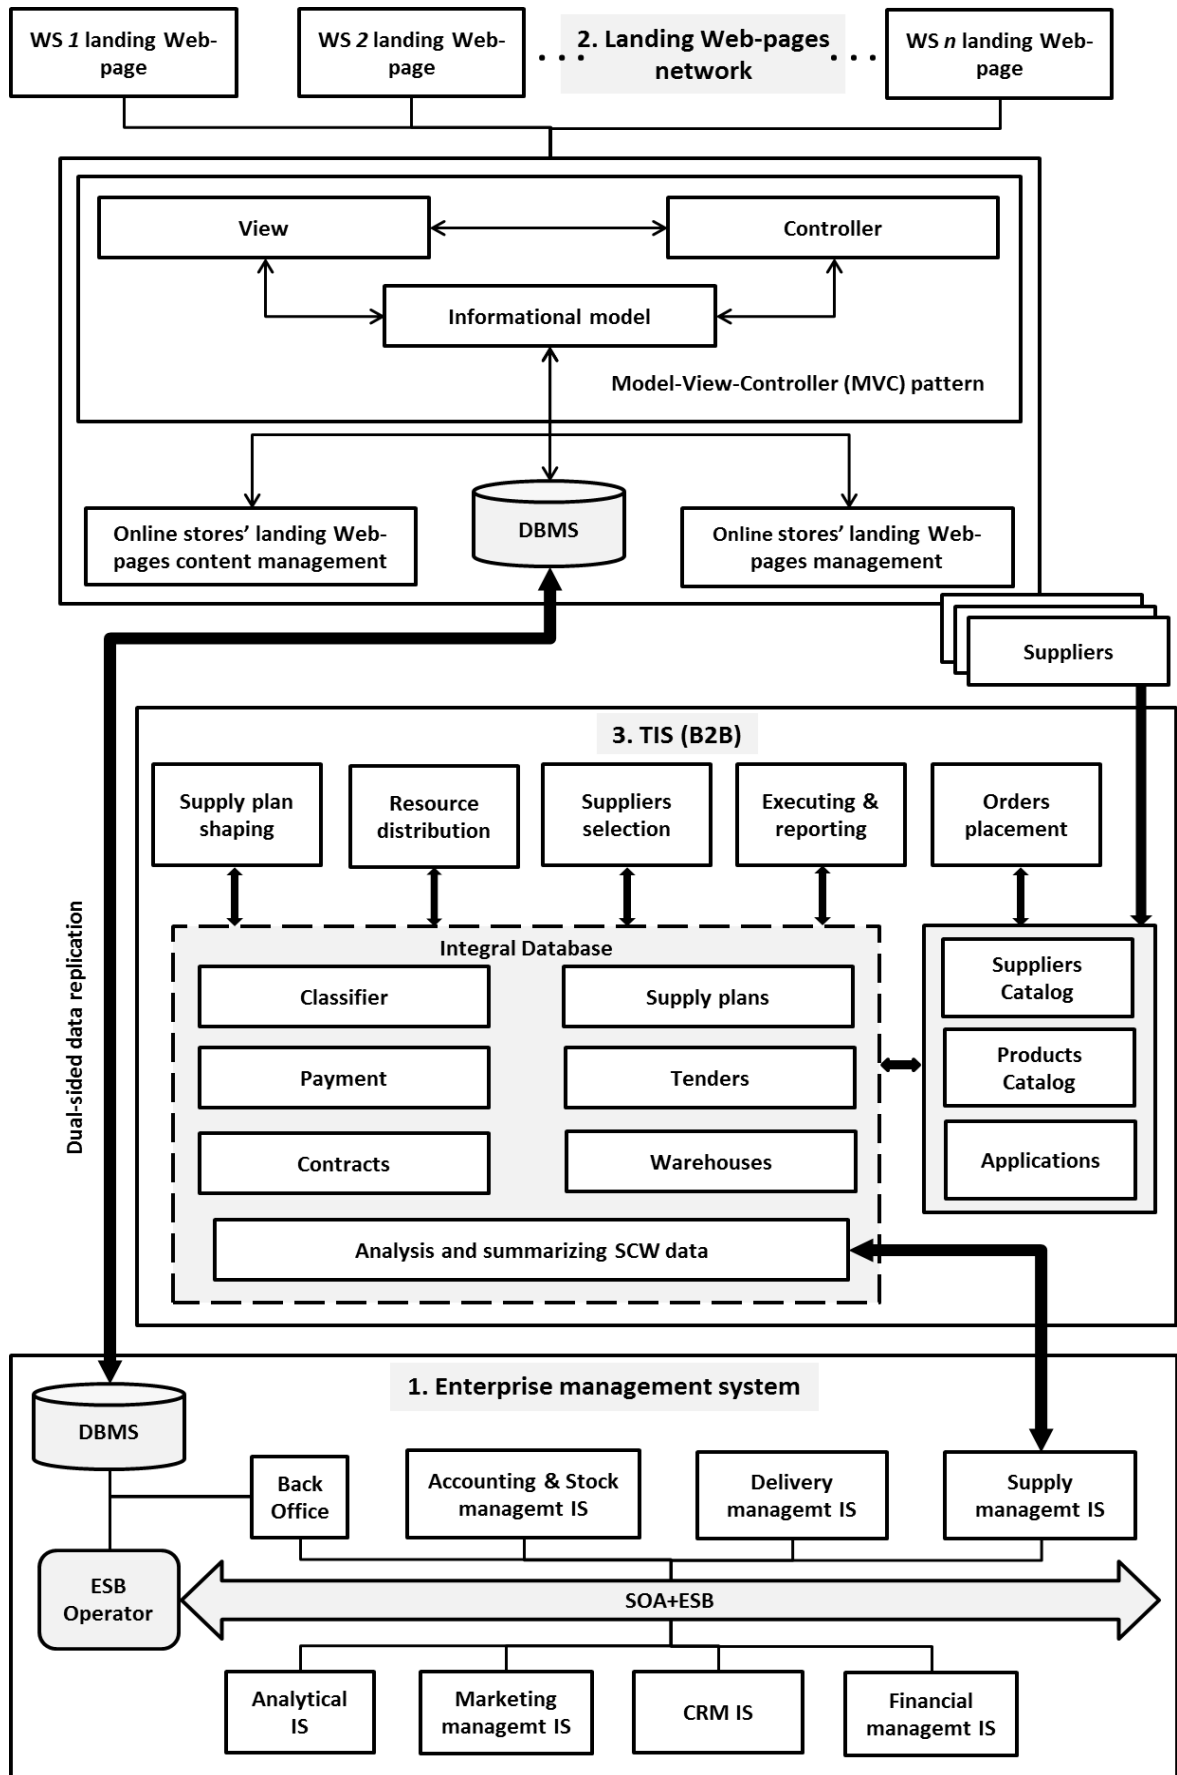 WS 1 landing Web-
page
WS 2 landing Web-
page
. . .
2. Landing Web-pages
network
. . .
WS n landing Web-
page
View
Controller
Informational model
Model-View-Controller (MVC) pattern
Online stores’ landing Web-
pages content management
DBMS
Online stores’ landing Web-
pages management
Suppliers
Dual-sided data replication
3. TIS (B2B)
Supply plan
shaping
Resource
distribution
Suppliers
selection
Executing &
reporting
Orders
placement
Integral Database
Classifier
Supply plans
Payment
Tenders
Contracts
Warehouses
Analysis and summarizing SCW data
Suppliers
Catalog
Products
Catalog
Applications
1. Enterprise management system
DBMS
Back
Office
Accounting & Stock
managemt IS
Delivery
managemt IS
Supply
managemt IS
ESB
Operator
SOA+ESB
Analytical
IS
Marketing
managemt IS
CRM IS
Financial
managemt IS